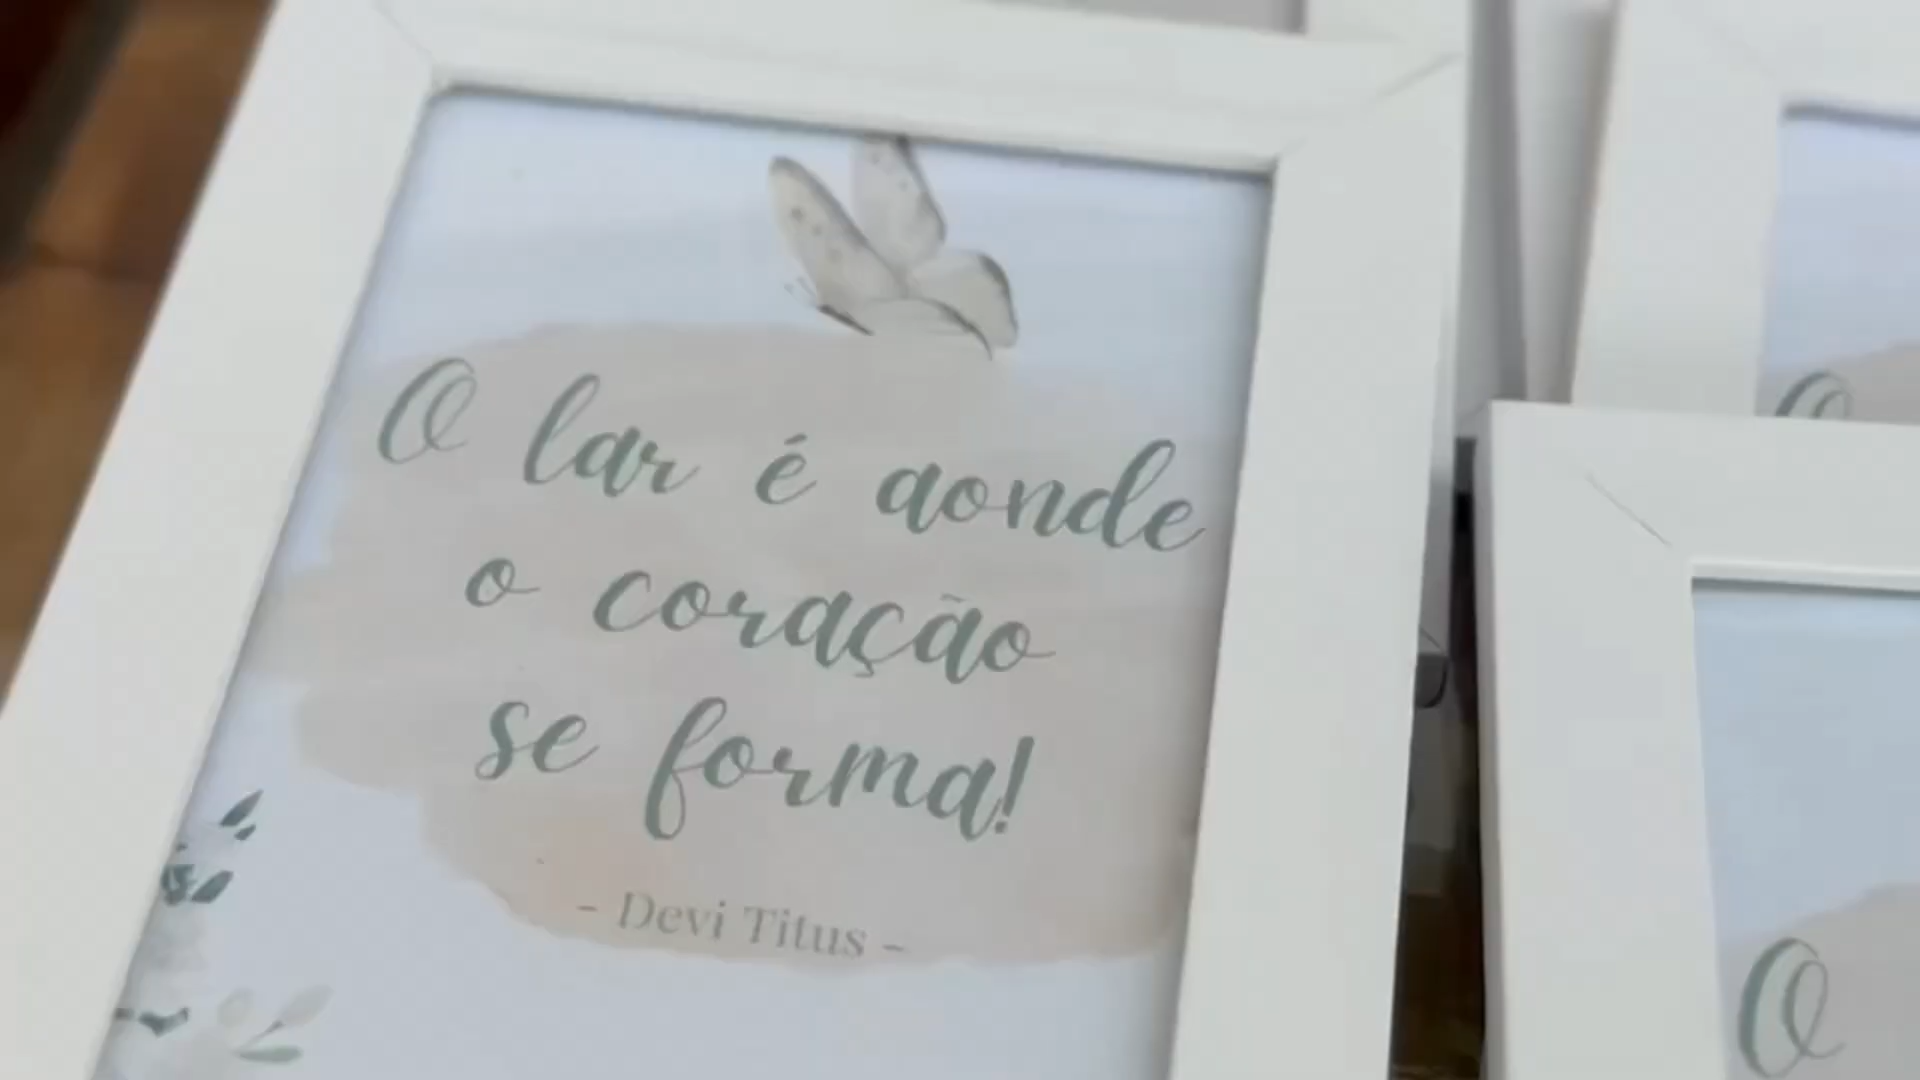 O lar é aonde
o coração
se forma!
- Devi Titus -
O
O